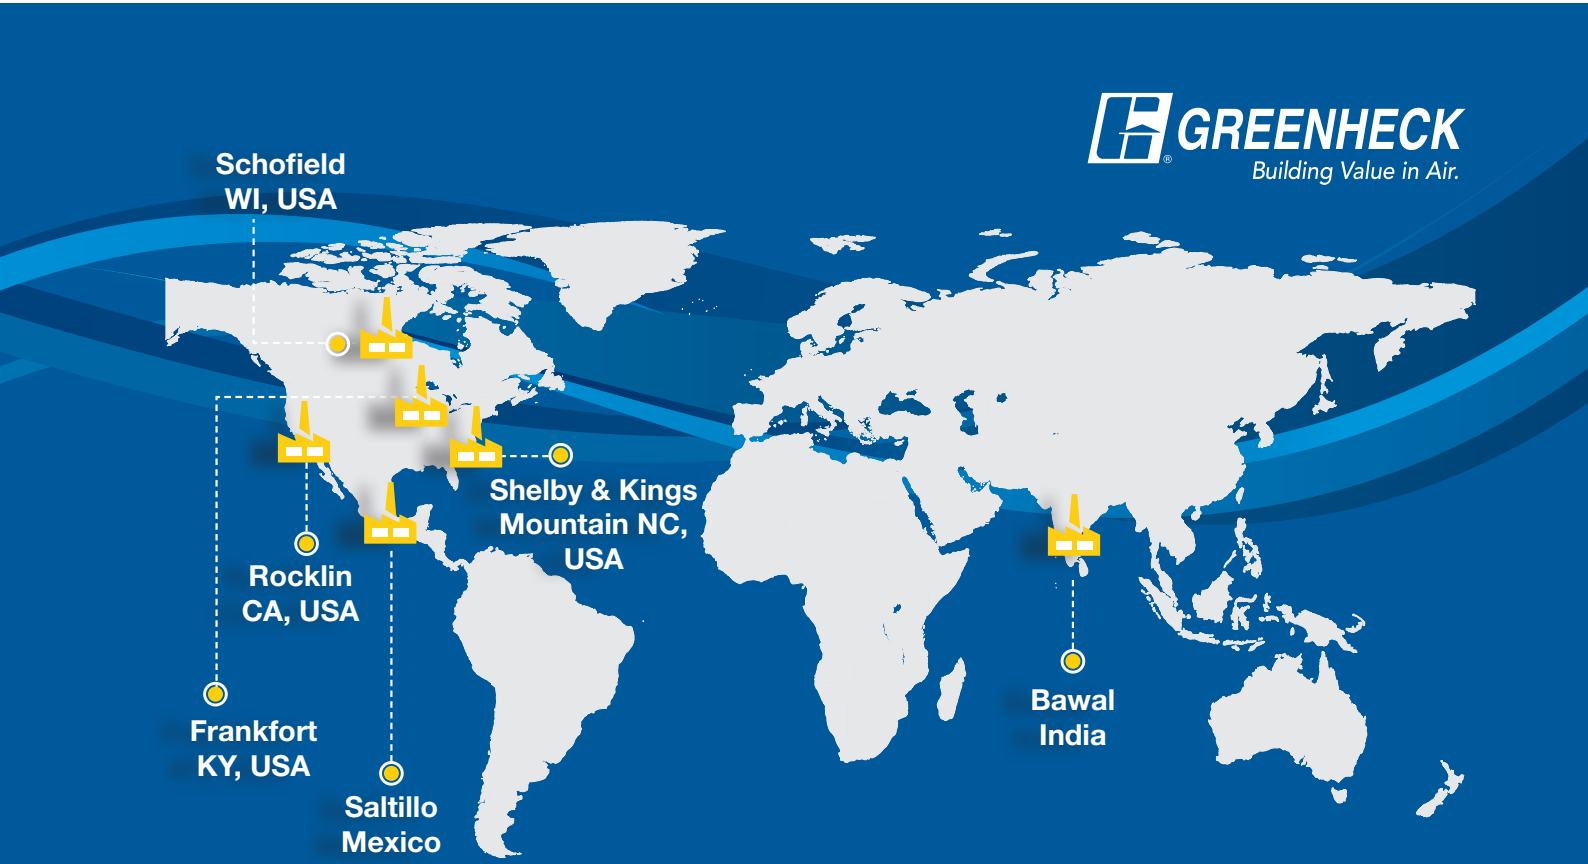 GREENHECK
®
Building Value in Air.
Schofield
WI, USA
Shelby & Kings
Mountain NC,
USA
Rocklin
CA, USA
Frankfort
KY, USA
Saltillo
Mexico
Bawal
India